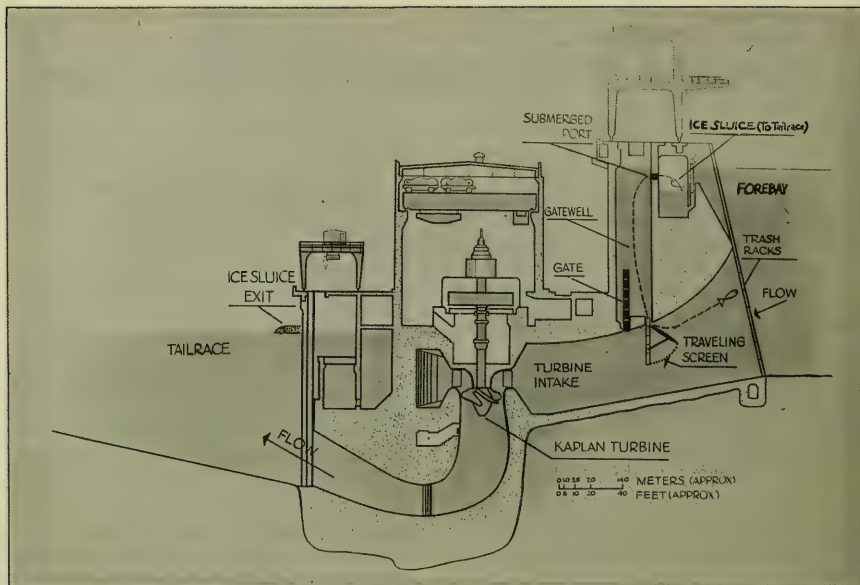 SUBMERGED
PORT
ICE SLUICE (To Tailrace)
FOREBAY
GATEWELL
TRASH
RACKS
GATE
FLOW
ICE SLUICE
EXIT
TAILRACE
TRAVELING
SCREEN
TURBINE
INTAKE
FLOW
KAPLAN TURBINE
METERS (APPROX)
FEET (APPROX)